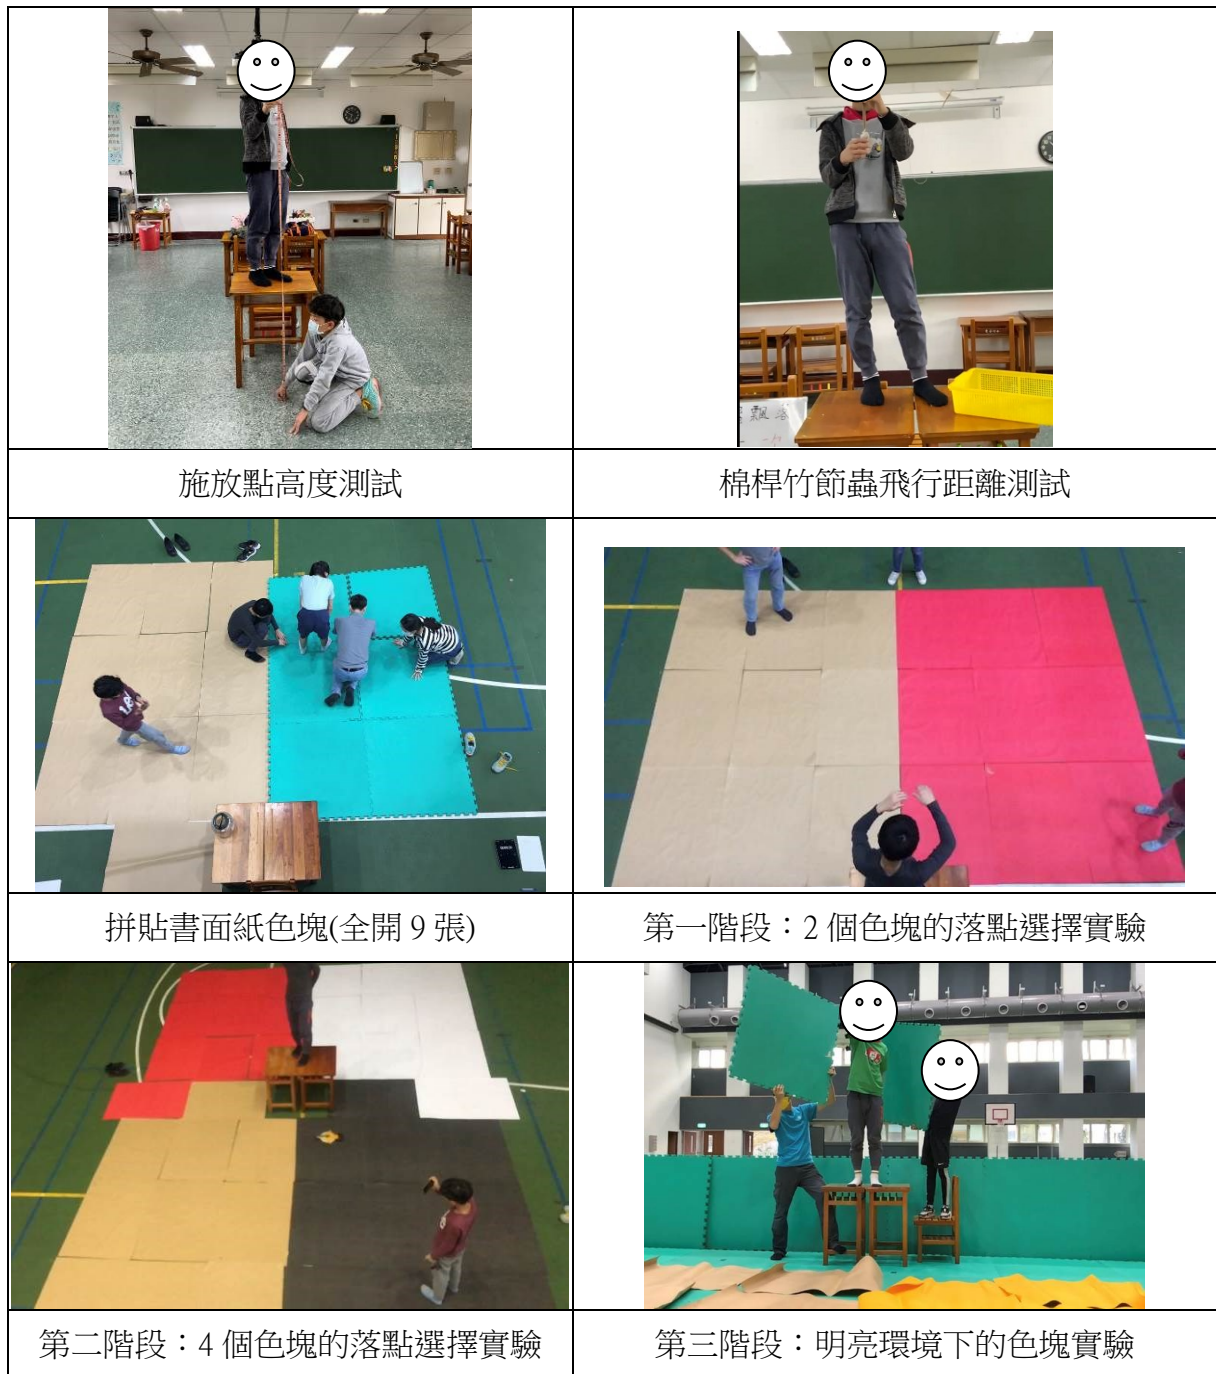 施放點高度測試
棉桿竹節蟲飛行距離測試
拼貼書面紙色塊(全開 9 張)
第一階段：2 個色塊的落點選擇實驗
第二階段：4 個色塊的落點選擇實驗
第三階段：明亮環境下的色塊實驗